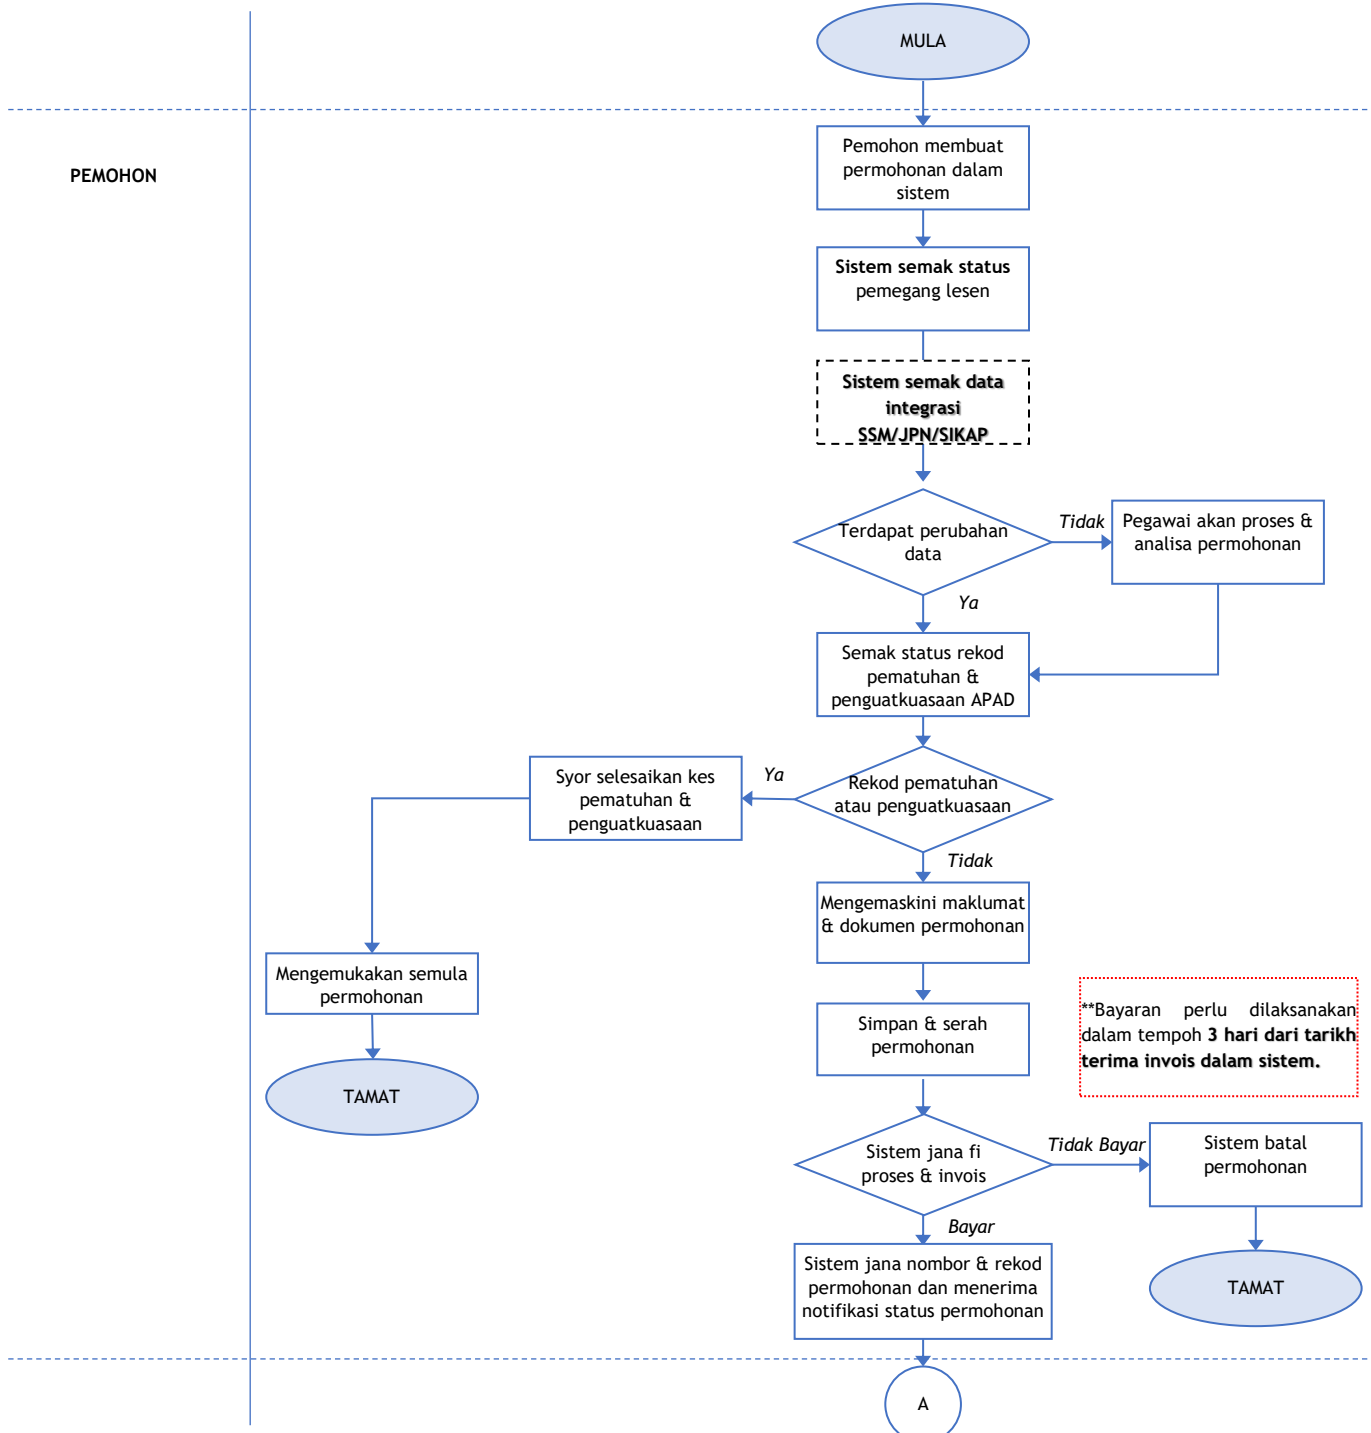 MULA
PEMOHON
Pemohon membuat
permohonan dalam
sistem
Sistem semak status
pemegang lesen
Sistem semak data
integrasi
SSM/JPN/SIKAP
Terdapat perubahan
data
Tidak
Pegawai akan proses &
analisa permohonan
Ya
Semak status rekod
pematuhan &
penguatkuasaan APAD
Rekod pematuhan
atau penguatkuasaan
Ya
Syor selesaikan kes
pematuhan &
penguatkuasaan
Tidak
Mengemaskini maklumat
& dokumen permohonan
Mengemukakan semula
permohonan
TAMAT
Simpan & serah
permohonan
**Bayaran perlu dilaksanakan
dalam tempoh 3 hari dari tarikh
terima invois dalam sistem.
Sistem jana fi
proses & invois
Tidak Bayar
Sistem batal
permohonan
TAMAT
Bayar
Sistem jana nombor & rekod
permohonan dan menerima
notifikasi status permohonan
A